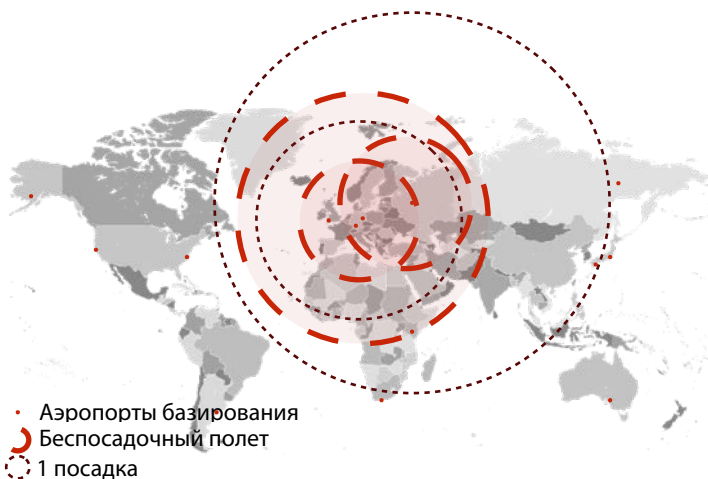 Аэропорты базирования
Беспосадочный полет
1 посадка